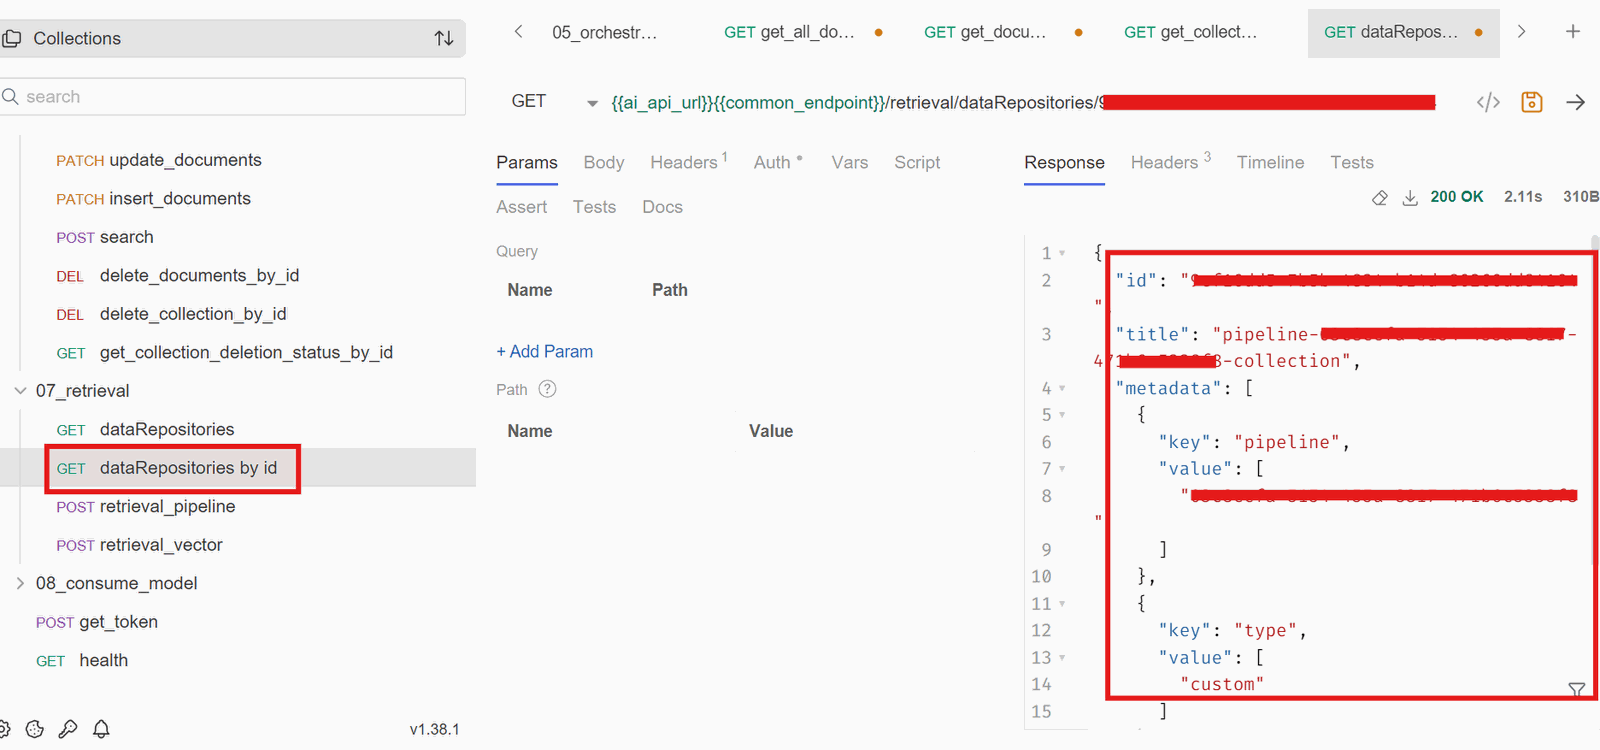 Collections
search
PATCH update_documents
PATCH insert_documents
POST search
DEL delete_documents_by_id
DEL delete_collection_by_id
GET get_collection_deletion_status_by_id
07_retrieval
GET dataRepositories
GET dataRepositories by id
POST retrieval_pipeline
POST retrieval_vector
08_consume_model
POST get_token
GET health
v1.38.1
05_orchestr...
GET get_all_do...
GET get_docu...
GET get_collect...
GET dataRepos...
GET
{{ai_api_url}}{{common_endpoint}}/retrieval/dataRepositories/9
Params Body Headers 1 Auth Vars Script
Assert Tests Docs
Query
Name Path
+ Add Param
Path ?
Name Value
Response Headers 3 Timeline Tests
200 OK 2.11s 310B
1 {
2 "id": "
",
3 "title": "pipeline-
-collection",
4 "metadata": [
5 {
6 "key": "pipeline",
7 "value": [
8 "
"
9 ]
10 },
11 {
12 "key": "type",
13 "value": [
14 "custom"
15 ]